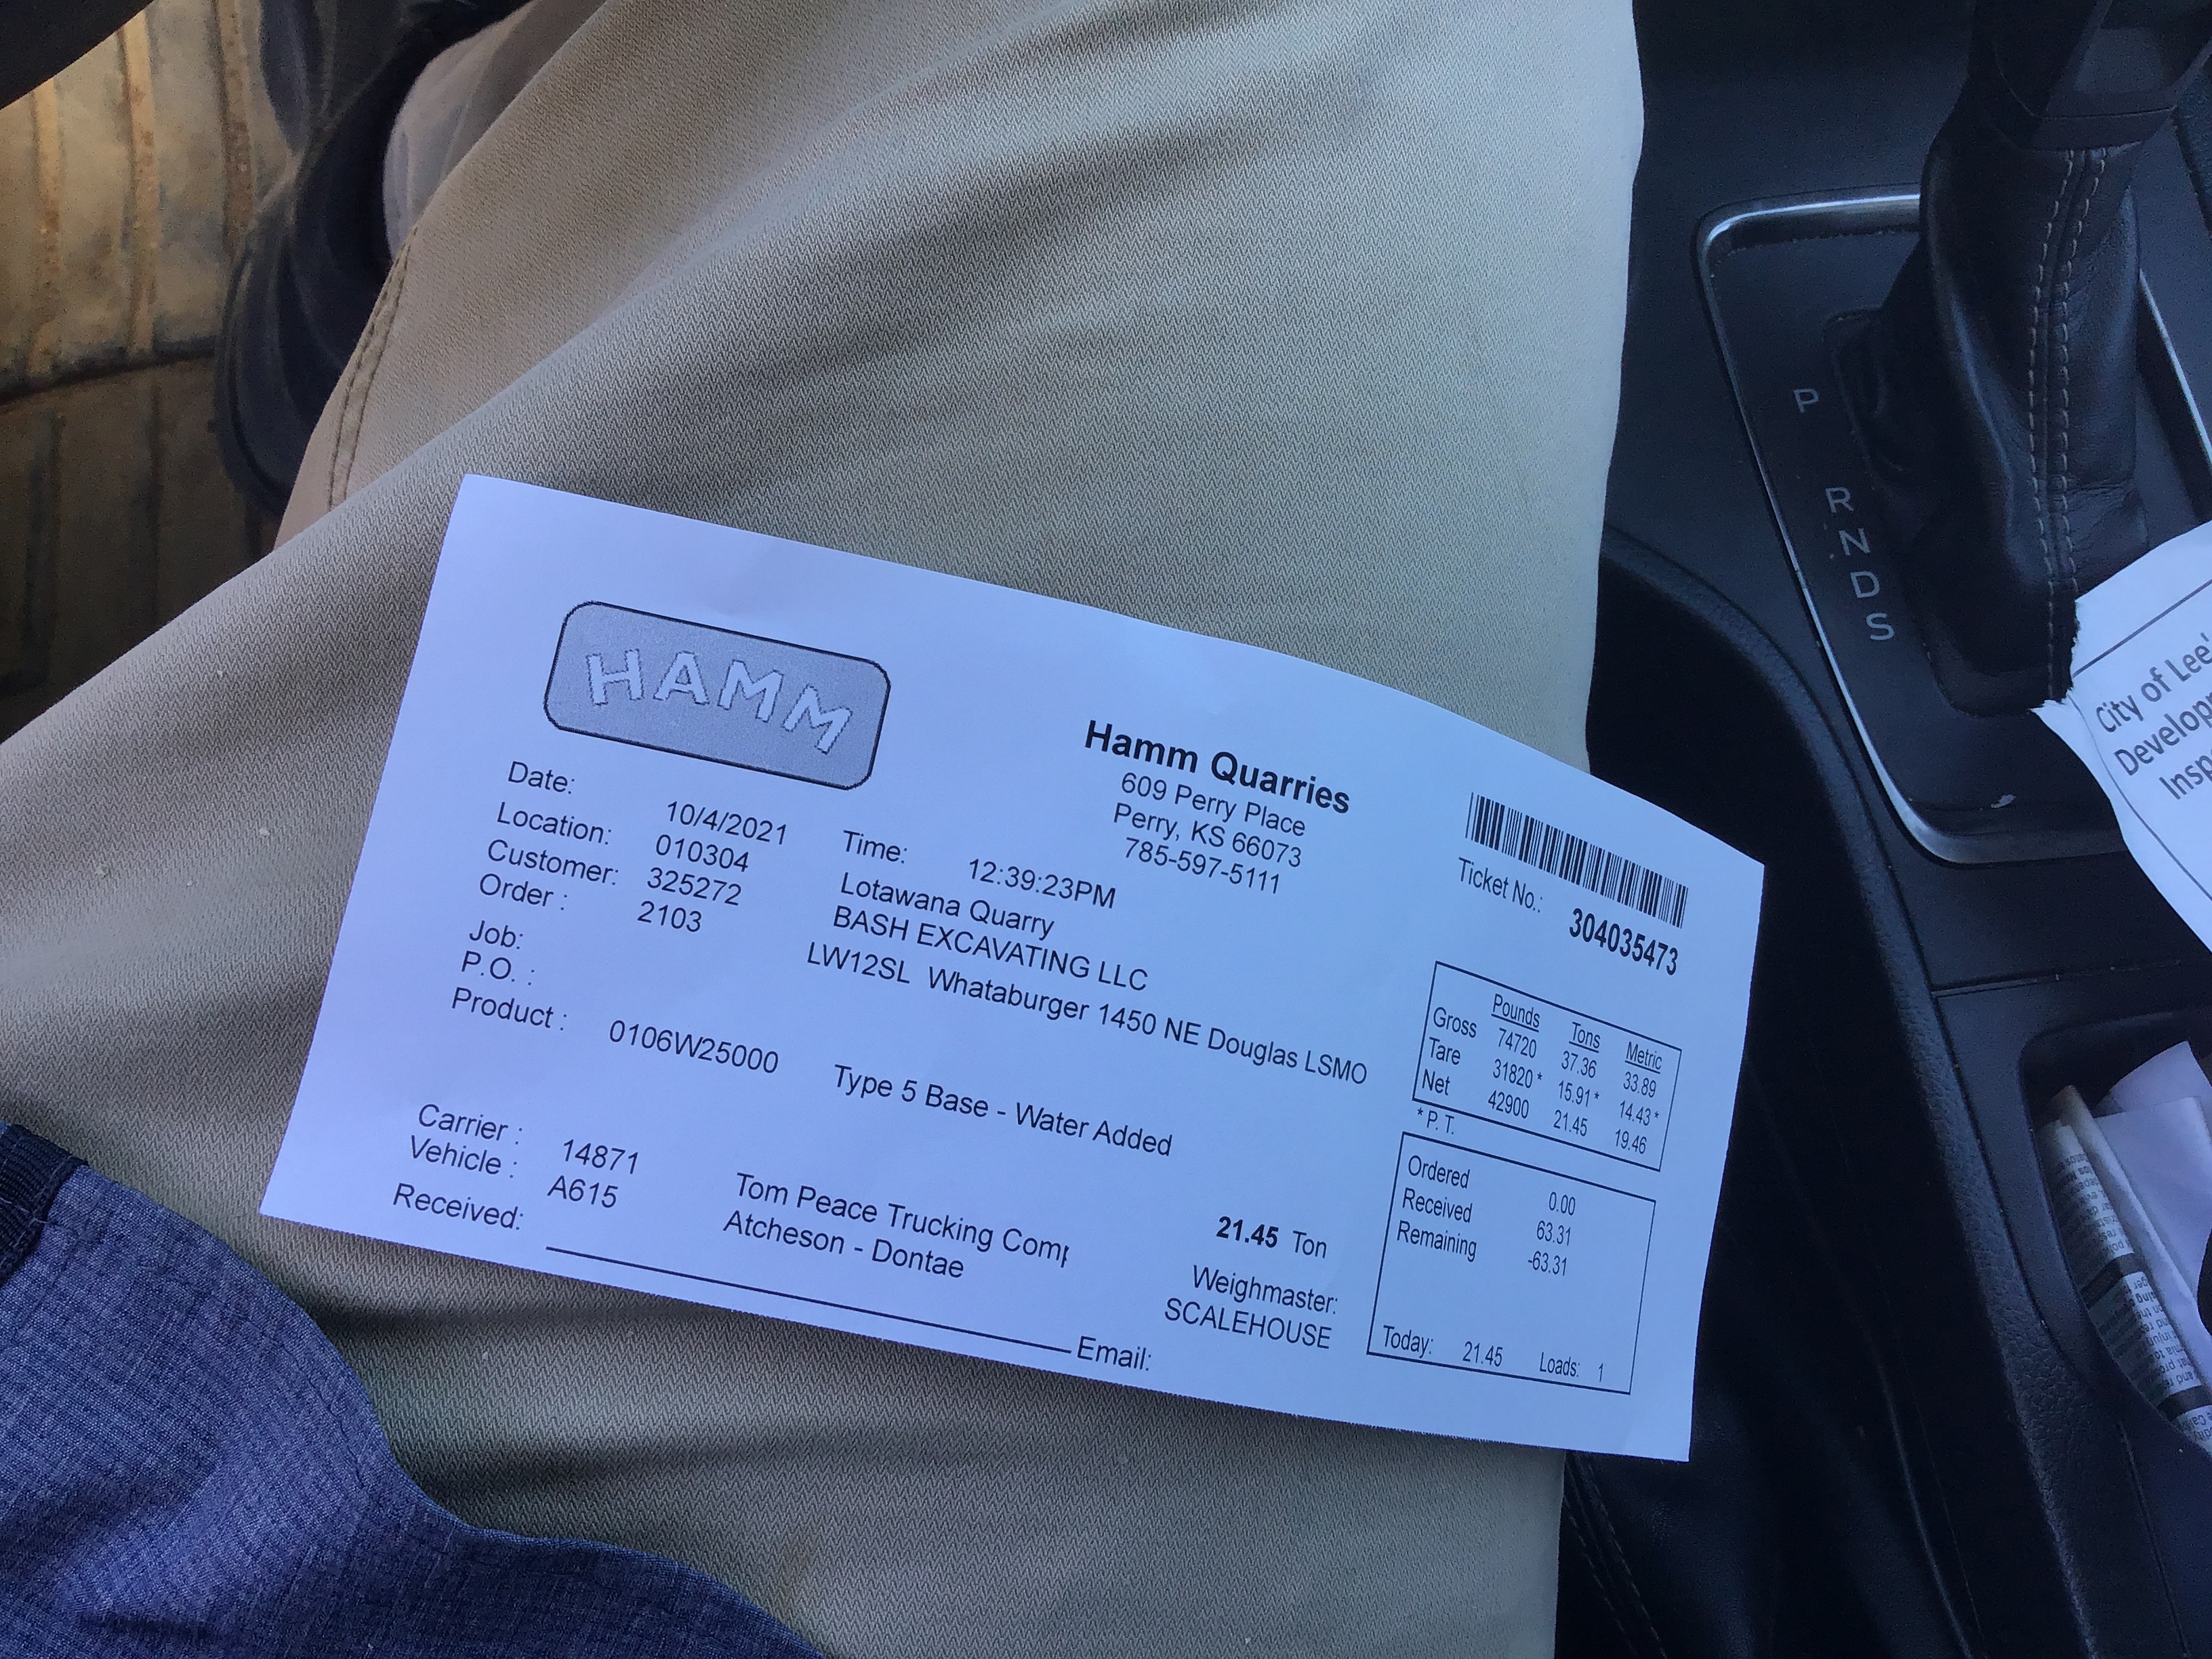 HAMM
Hamm Quarries
609 Perry Place
Perry, KS 66073
785-597-5111
Ticket No.: 304035473
Date: 10/4/2021 Time: 12:39:23PM
Location: 010304 Lotawana Quarry
Customer: 325272 BASH EXCAVATING LLC
Order : 2103 LW12SL Whataburger 1450 NE Douglas LSMO
Job:
P.O. :
Product : 0106W25000 Type 5 Base - Water Added
Carrier : 14871 Tom Peace Trucking Comp
Vehicle : A615 Atcheson - Dontae
Received: Email:
21.45 Ton
Weighmaster:
SCALEHOUSE
Pounds Tons Metric
Gross 74720 37.36 33.89
Tare 31820 * 15.91 * 14.43 *
Net 42900 21.45 19.46
* P. T.
Ordered 0.00
Received 63.31
Remaining -63.31
Today: 21.45 Loads: 1
P
R
N
D
S
City of Lee'
Develop
Insp